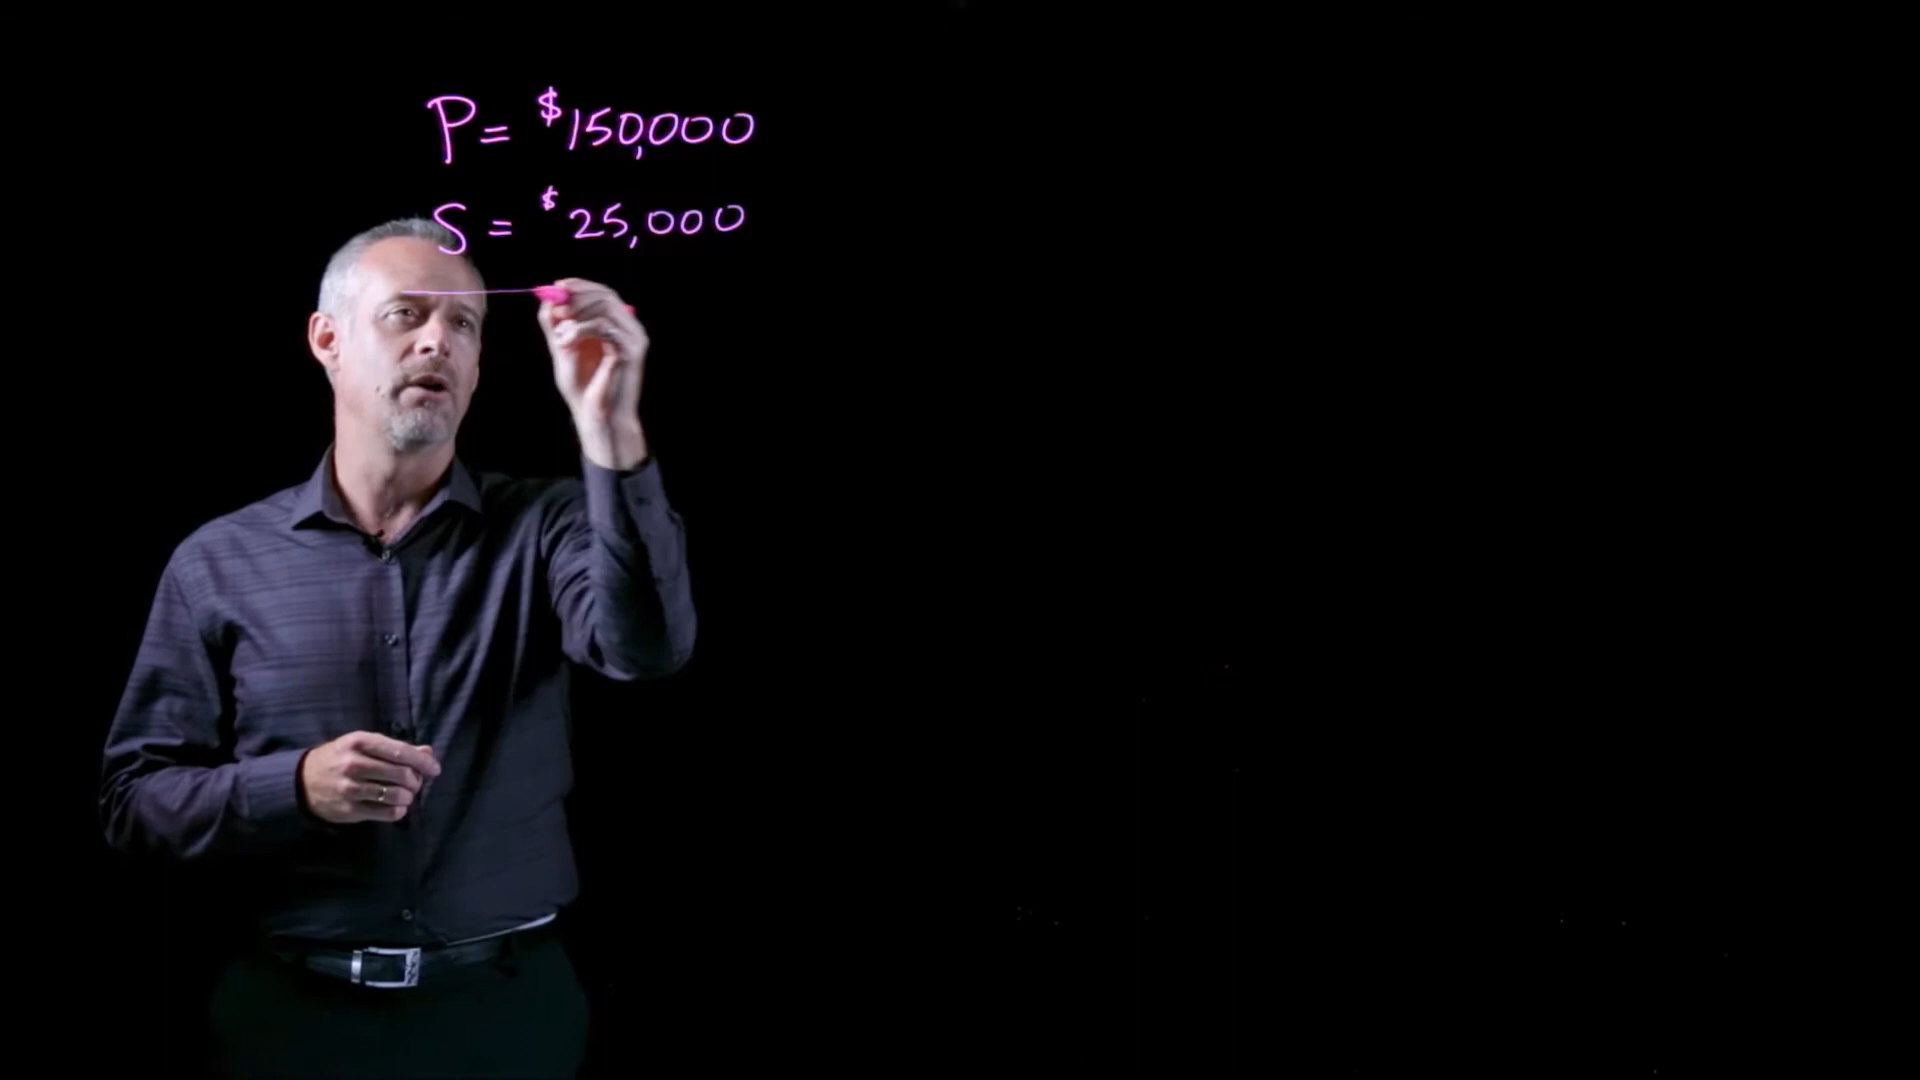 P = $150,000
S = $25,000